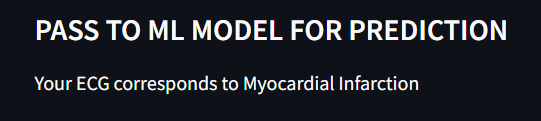 PASS TO ML MODEL FOR PREDICTION
Your ECG corresponds to Myocardial Infarction